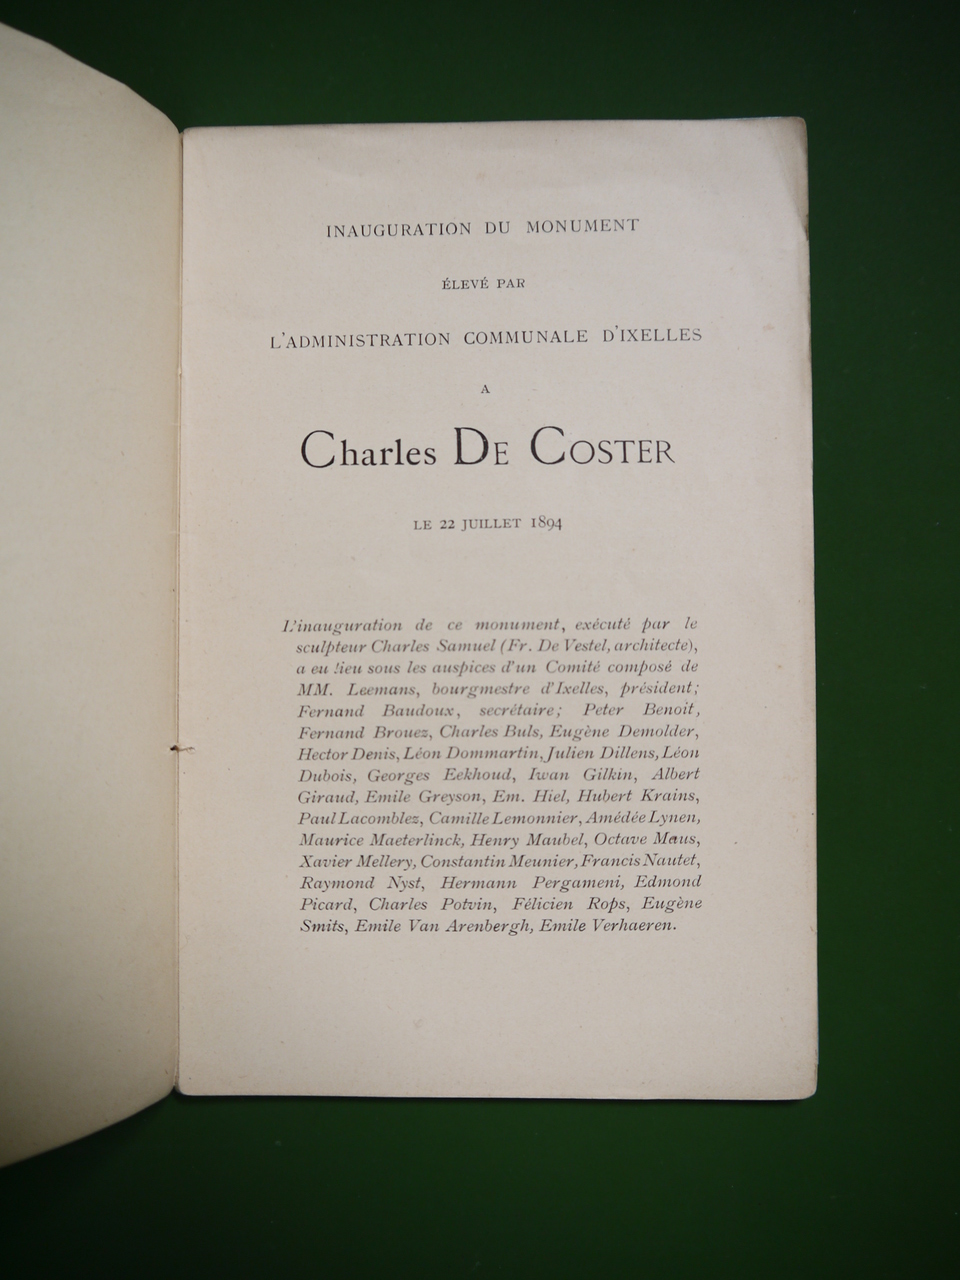 INAUGURATION DU MONUMENT
ÉLEVÉ PAR
L'ADMINISTRATION COMMUNALE D'IXELLES
A
Charles DE COSTER
LE 22 JUILLET 1894
L'inauguration de ce monument, exécuté par le
sculpteur Charles Samuel (Fr. De Vestel, architecte),
a eu lieu sous les auspices d'un Comité composé de
MM. Leemans, bourgmestre d'Ixelles, président;
Fernand Baudoux, secrétaire; Peter Benoit,
Fernand Brouez, Charles Buls, Eugène Demolder,
Hector Denis, Léon Dommartin, Julien Dillens, Léon
Dubois, Georges Eekhoud, Iwan Gilkin, Albert
Giraud, Emile Greyson, Em. Hiel, Hubert Krains,
Paul Lacomblez, Camille Lemonnier, Amédée Lynen,
Maurice Maeterlinck, Henry Maubel, Octave Maus,
Xavier Mellery, Constantin Meunier, Francis Nautet,
Raymond Nyst, Hermann Pergameni, Edmond
Picard, Charles Potvin, Félicien Rops, Eugène
Smits, Emile Van Arenbergh, Emile Verhaeren.